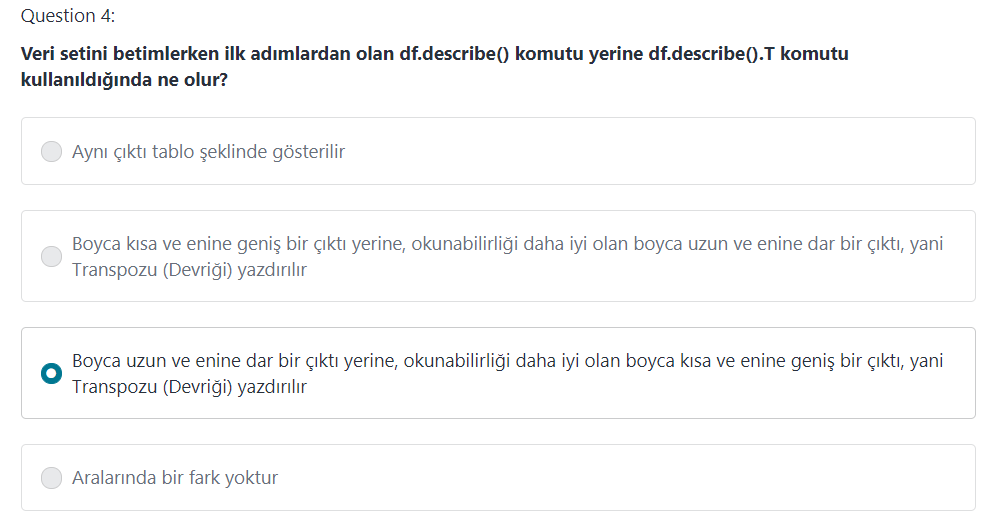 Question 4:
Veri setini betimlerken ilk adımlardan olan df.describe() komutu yerine df.describe().T komutu
kullanıldığında ne olur?
Aynı çıktı tablo şeklinde gösterilir
Boyca kısa ve enine geniş bir çıktı yerine, okunabilirliği daha iyi olan boyca uzun ve enine dar bir çıktı, yani
Transpozu (Devriği) yazdırılır
Boyca uzun ve enine dar bir çıktı yerine, okunabilirliği daha iyi olan boyca kısa ve enine geniş bir çıktı, yani
Transpozu (Devriği) yazdırılır
Aralarında bir fark yoktur